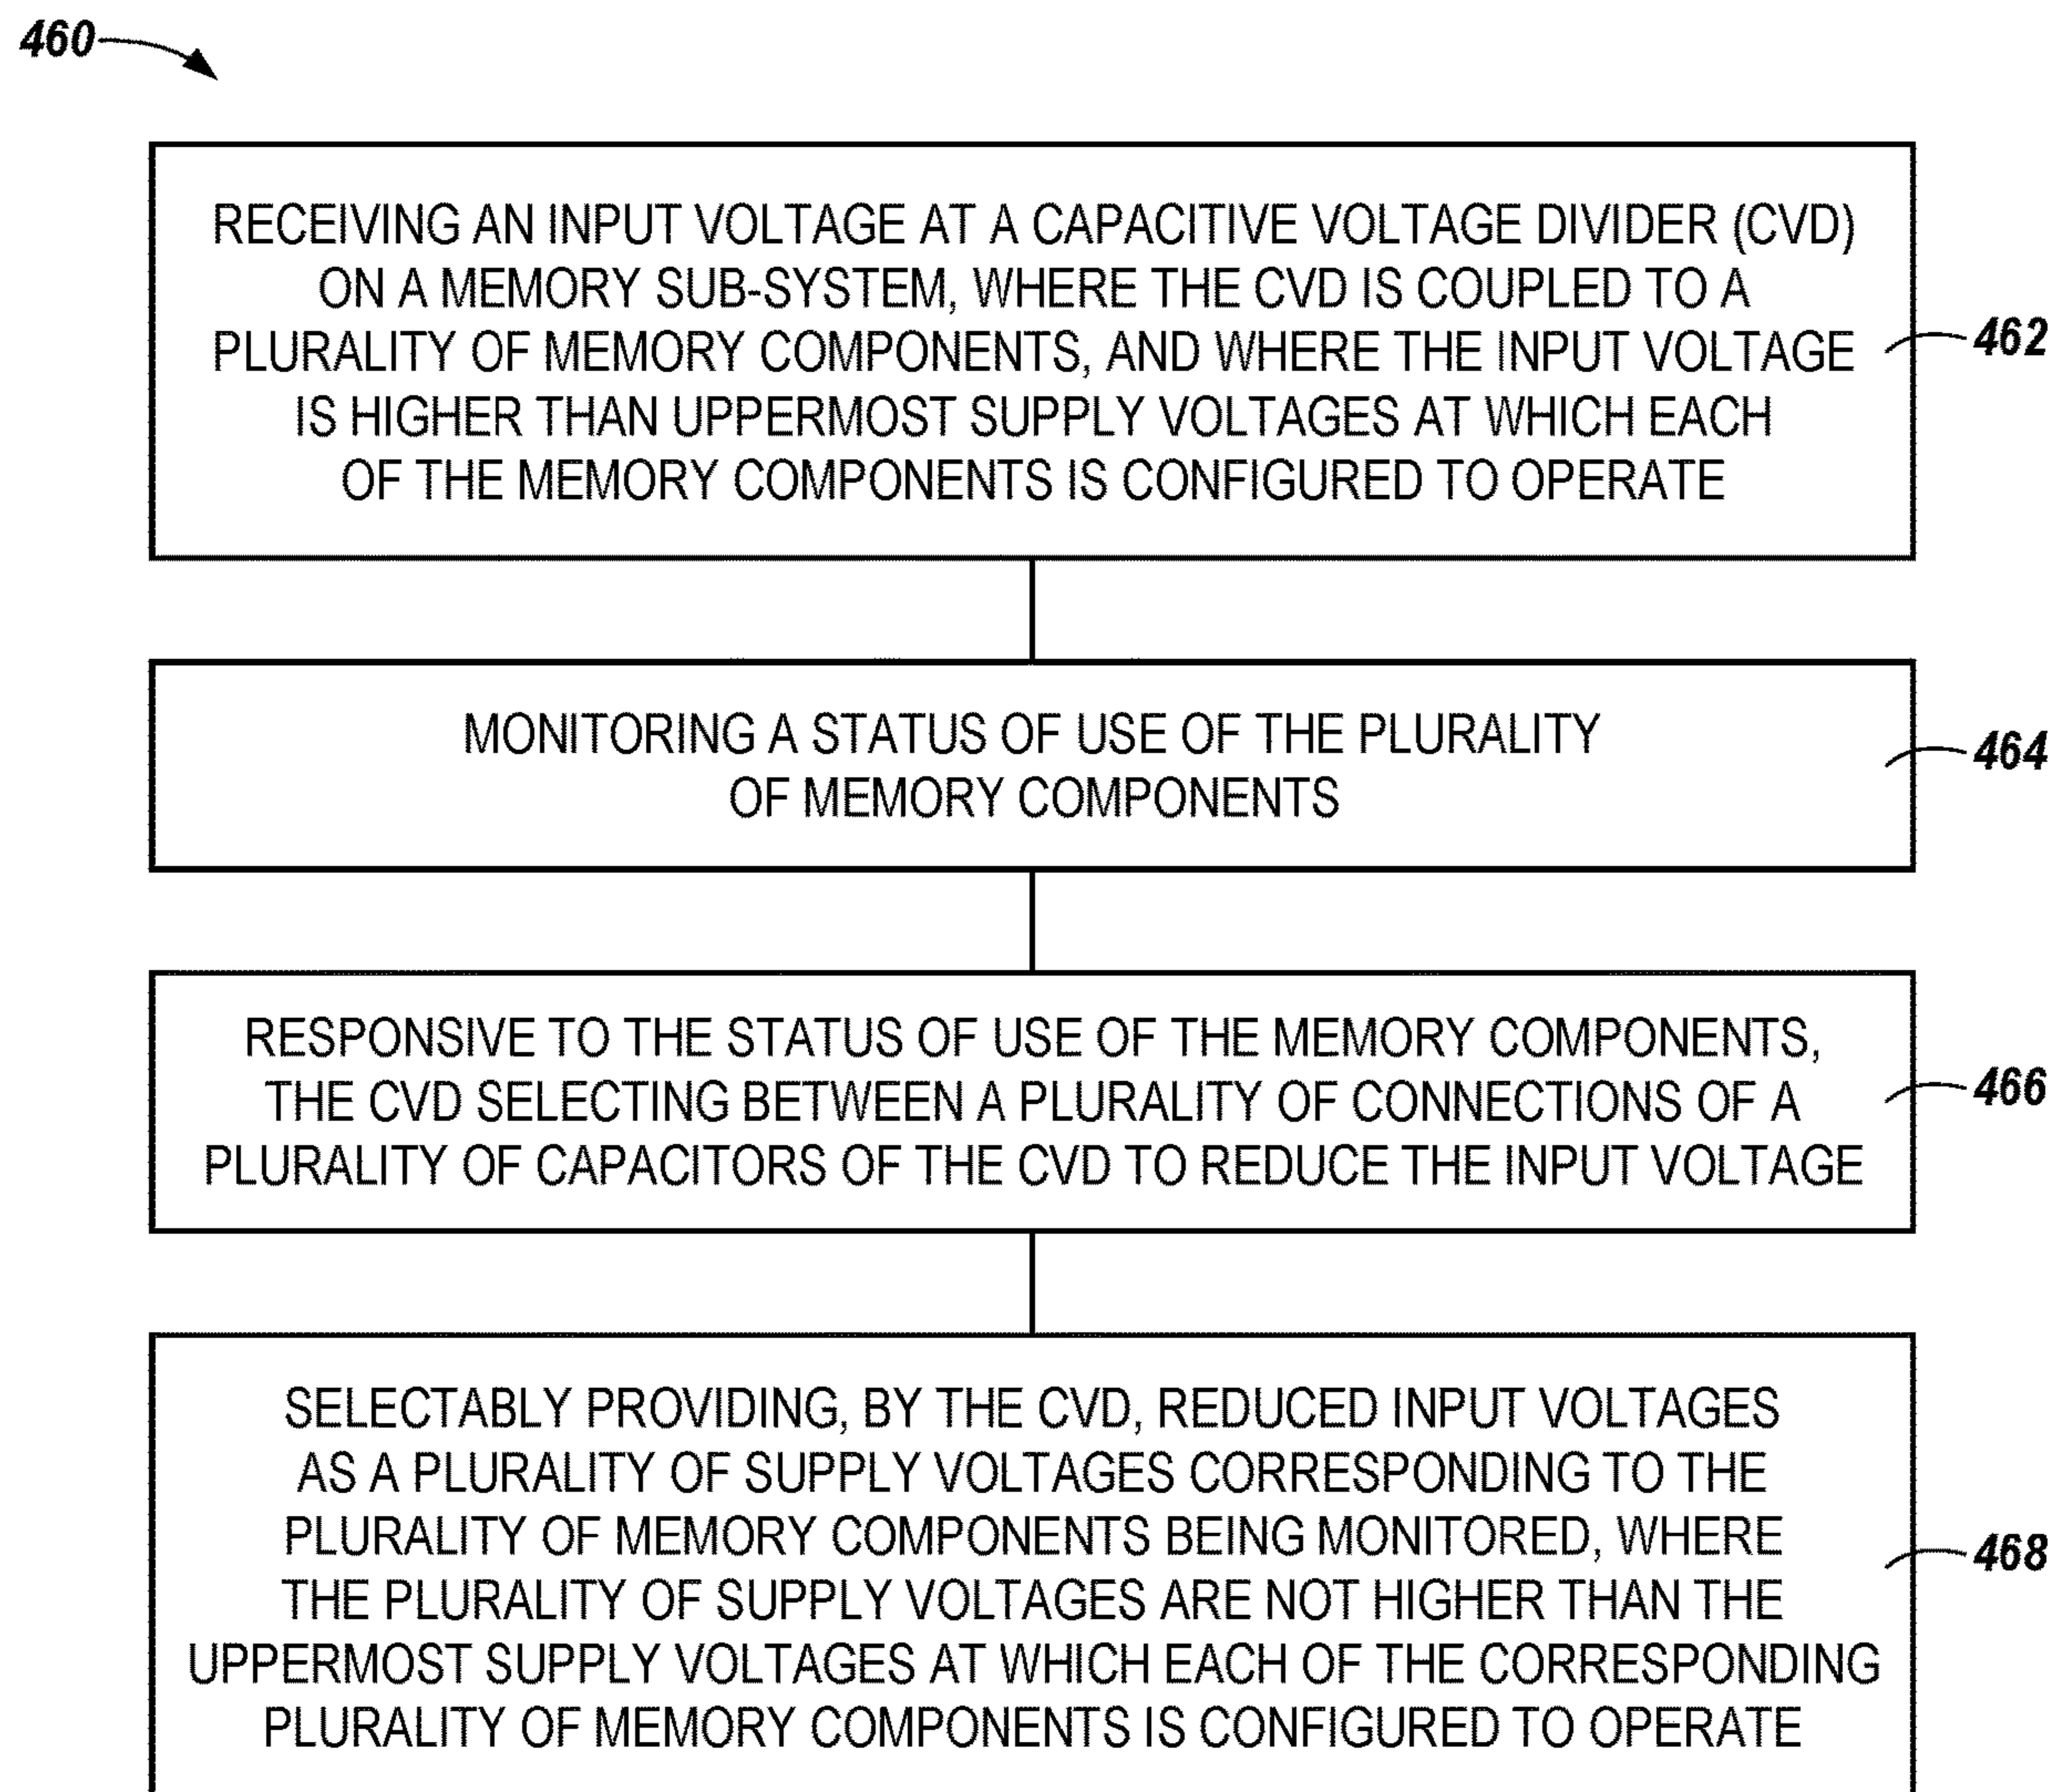 460
RECEIVING AN INPUT VOLTAGE AT A CAPACITIVE VOLTAGE DIVIDER (CVD)
ON A MEMORY SUB-SYSTEM, WHERE THE CVD IS COUPLED TO A
PLURALITY OF MEMORY COMPONENTS, AND WHERE THE INPUT VOLTAGE
IS HIGHER THAN UPPERMOST SUPPLY VOLTAGES AT WHICH EACH
OF THE MEMORY COMPONENTS IS CONFIGURED TO OPERATE
462
MONITORING A STATUS OF USE OF THE PLURALITY
OF MEMORY COMPONENTS
464
RESPONSIVE TO THE STATUS OF USE OF THE MEMORY COMPONENTS,
THE CVD SELECTING BETWEEN A PLURALITY OF CONNECTIONS OF A
PLURALITY OF CAPACITORS OF THE CVD TO REDUCE THE INPUT VOLTAGE
466
SELECTABLY PROVIDING, BY THE CVD, REDUCED INPUT VOLTAGES
AS A PLURALITY OF SUPPLY VOLTAGES CORRESPONDING TO THE
PLURALITY OF MEMORY COMPONENTS BEING MONITORED, WHERE
THE PLURALITY OF SUPPLY VOLTAGES ARE NOT HIGHER THAN THE
UPPERMOST SUPPLY VOLTAGES AT WHICH EACH OF THE CORRESPONDING
PLURALITY OF MEMORY COMPONENTS IS CONFIGURED TO OPERATE
468